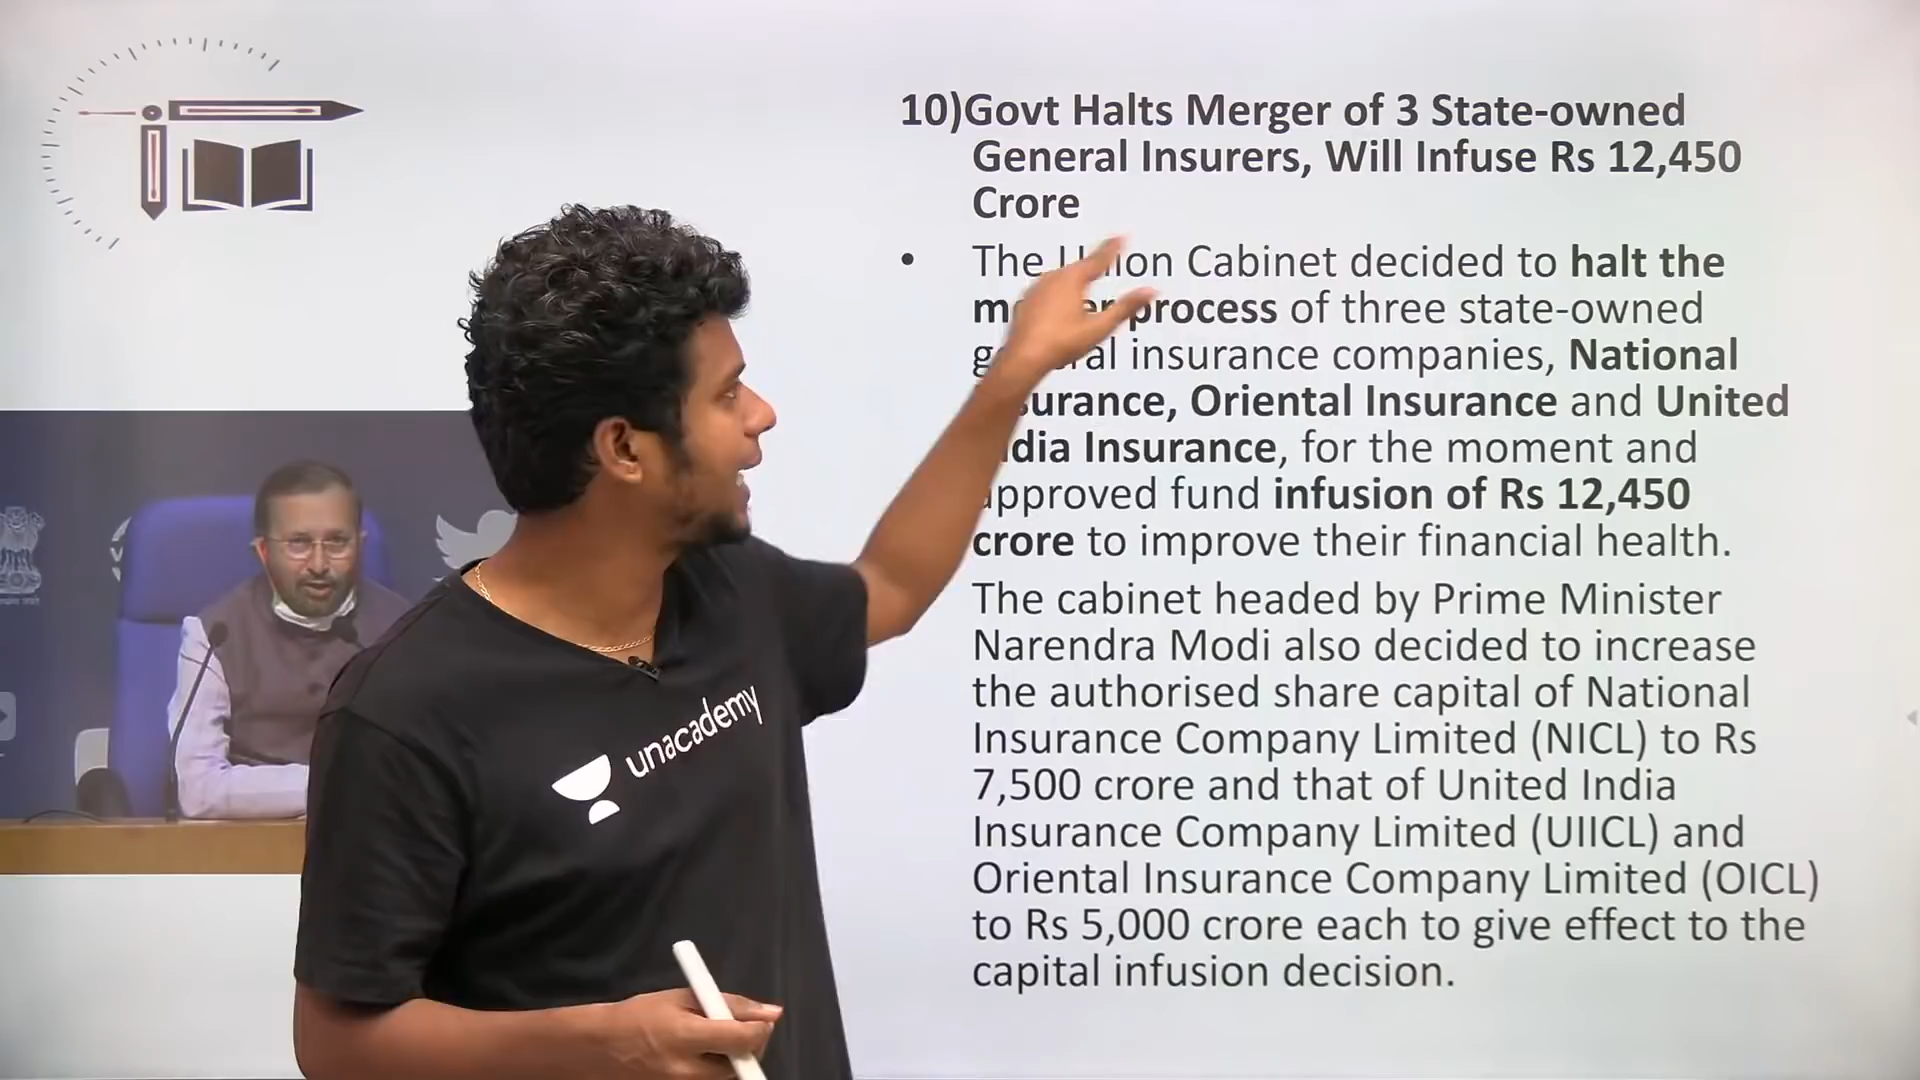 10)Govt Halts Merger of 3 State-owned
General Insurers, Will Infuse Rs 12,450
Crore
• The Union Cabinet decided to halt the
process of three state-owned
insurance companies, National
Oriental Insurance and United
Insurance, for the moment and
approved fund infusion of Rs 12,450
crore to improve their financial health.
The cabinet headed by Prime Minister
Narendra Modi also decided to increase
the authorised share capital of National
Insurance Company Limited (NICL) to Rs
7,500 crore and that of United India
Insurance Company Limited (UIICL) and
Oriental Insurance Company Limited (OICL)
to Rs 5,000 crore each to give effect to the
capital infusion decision.
unacademy